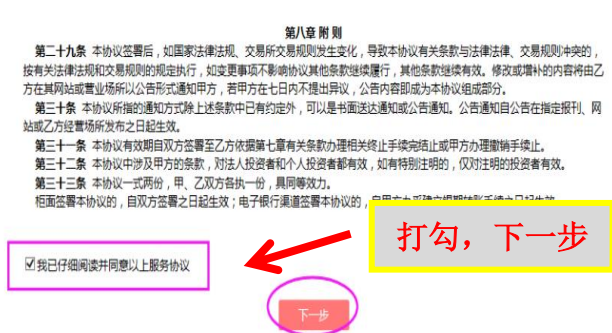 第八章 附 则
第二十九条 本协议签署后，如国家法律法规、交易所交易规则发生变化，导致本协议有关条款与法律法律、交易规则冲突的，
按有关法律法规和交易规则的规定执行，如变更事项不影响协议其他条款继续履行，其他条款继续有效。修改或增补的内容将由乙
方在其网站或营业场所以公告形式通知甲方，若甲方在七日内不提出异议，公告内容即成为本协议组成部分。
第三十条 本协议所指的通知方式除上述条款中已有约定外，可以是书面送达通知或公告通知。公告通知自公告在指定报刊、网
站或乙方经营场所发布之日起生效。
第三十一条 本协议有效期自双方签署至乙方依据第七章有关条款办理相关终止手续完结止或甲方办理撤销手续止。
第三十二条 本协议中涉及甲方的条款，对法人投资者和个人投资者都有效，如有特别注明的，仅对注明的投资者有效。
第三十三条 本协议一式两份，甲、乙双方各执一份，具同等效力。
柜面签署本协议的，自双方签署之日起生效；电子银行渠道签署本协议的，
打勾，下一步
我已仔细阅读并同意以上服务协议
下一步